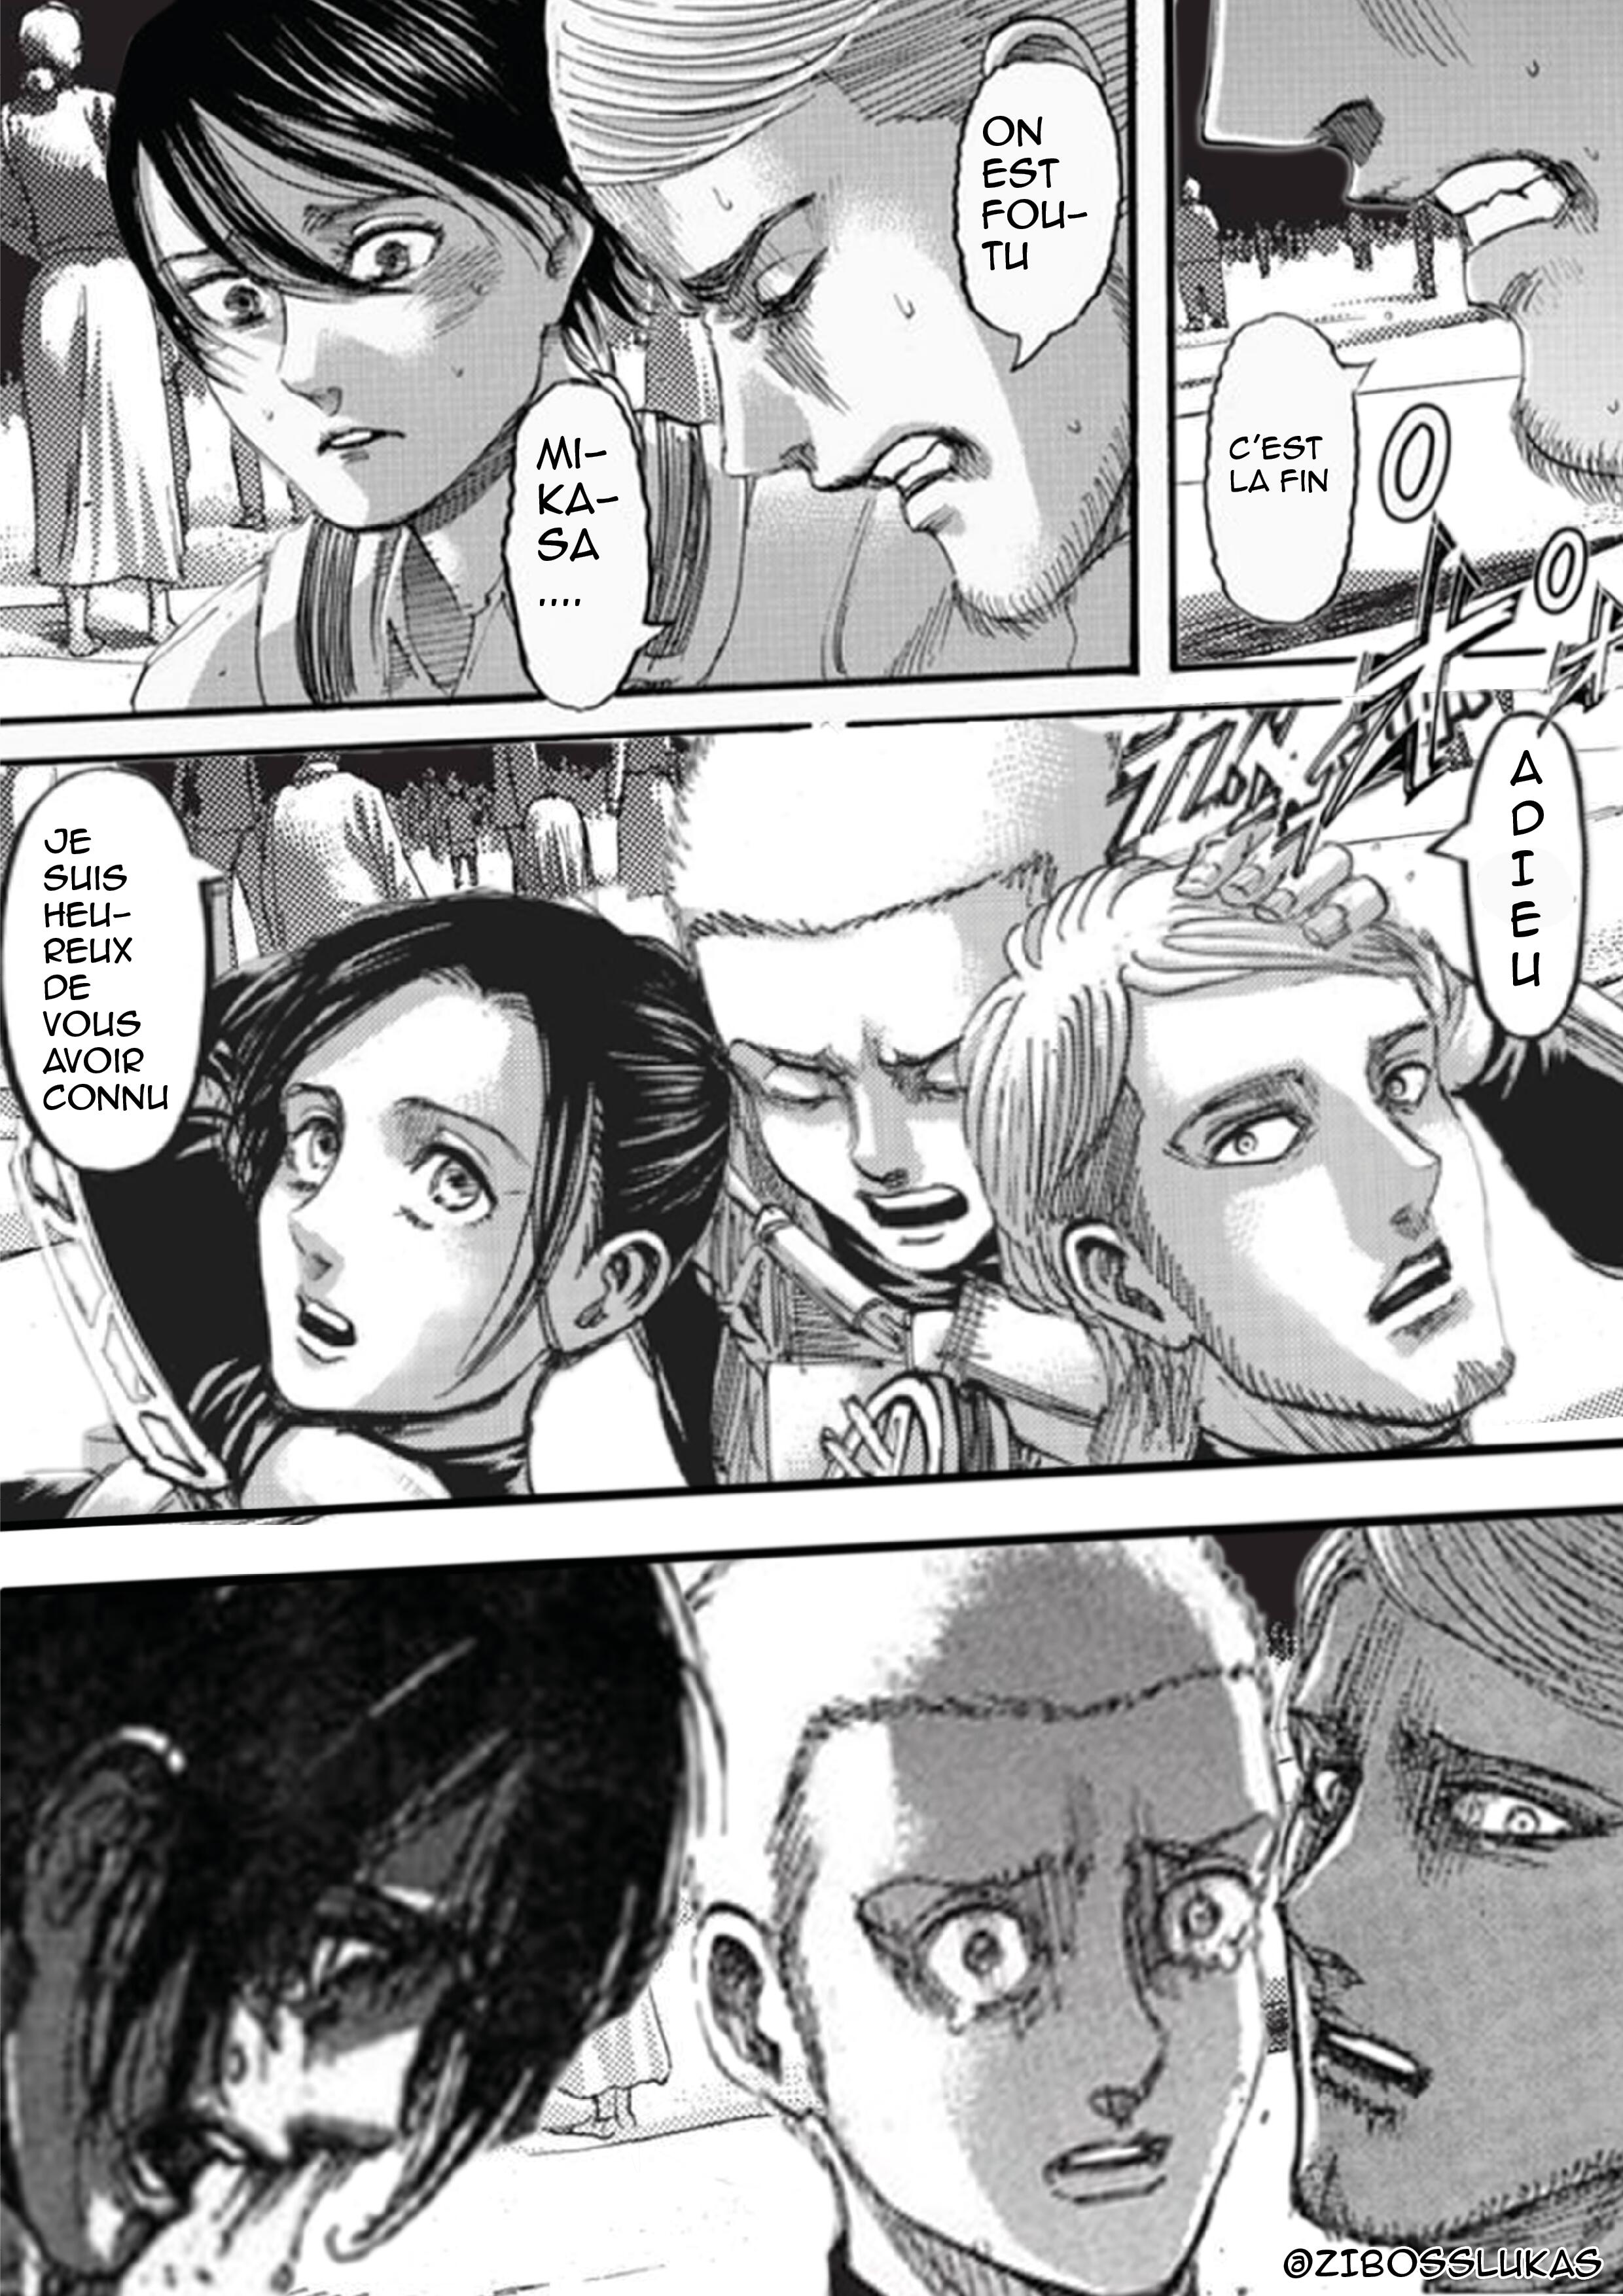 ON
EST
FOU-
TU
MI-
KA-
SA
....
C'EST
LA FIN
A
D
I
E
U
JE
SUIS
HEU-
REUX
DE
VOUS
AVOIR
CONNU
@ZIBOSSLUKAS